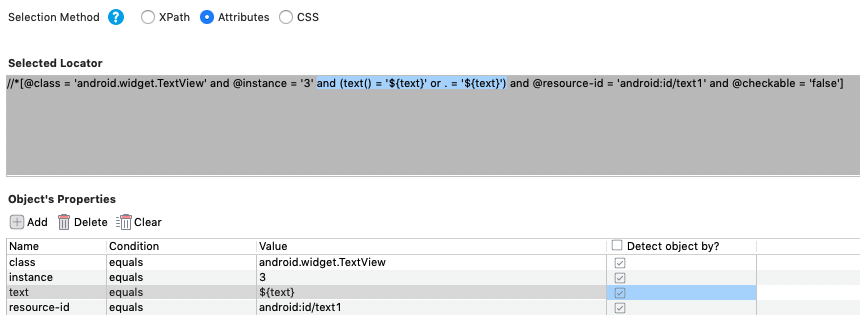 Selection Method ? XPath Attributes CSS
Selected Locator
//*[@class = 'android.widget.TextView' and @instance = '3' and (text() = '${text}' or . = '${text}') and @resource-id = 'android:id/text1' and @checkable = 'false']
Object's Properties
Add Delete Clear
Name Condition Value Detect object by?
class equals android.widget.TextView
instance equals 3
text equals ${text}
resource-id equals android:id/text1